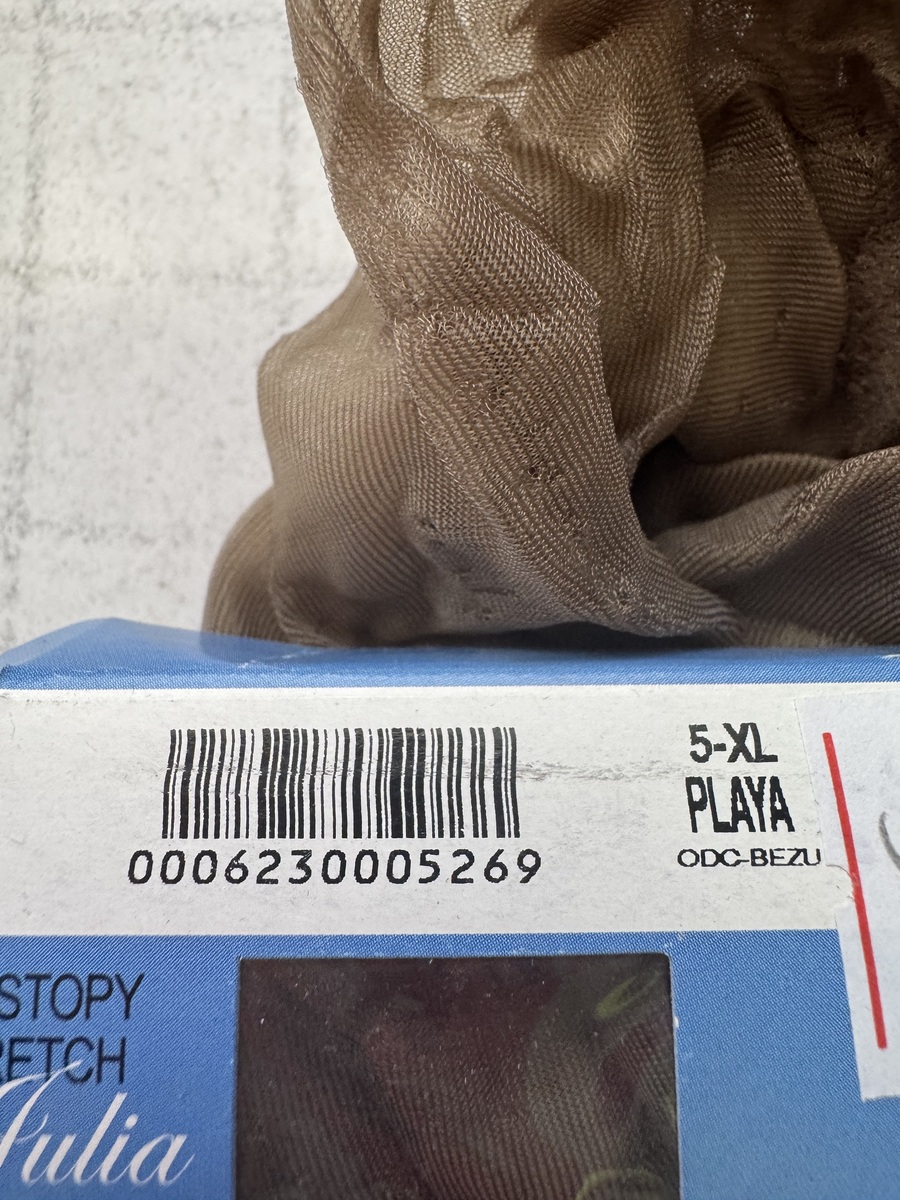 0006230005269
5-XL
PLAYA
ODC-BEZU
STOPY
RETCH
Julia